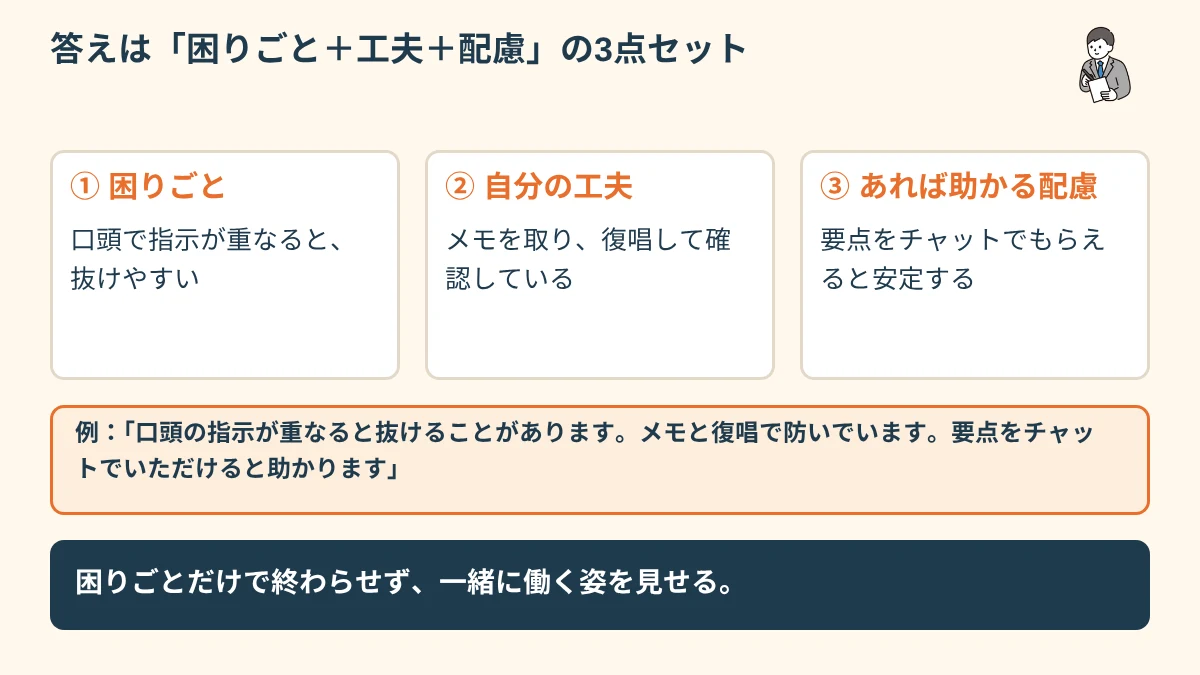 答えは「困りごと＋工夫＋配慮」の3点セット
① 困りごと
口頭で指示が重なると、
抜けやすい
② 自分の工夫
メモを取り、復唱して確
認している
③ あれば助かる配慮
要点をチャットでもらえ
ると安定する
例：「口頭の指示が重なると抜けることがあります。メモと復唱で防いでいます。要点をチャッ
トでいただけると助かります」
困りごとだけで終わらせず、一緒に働く姿を見せる。